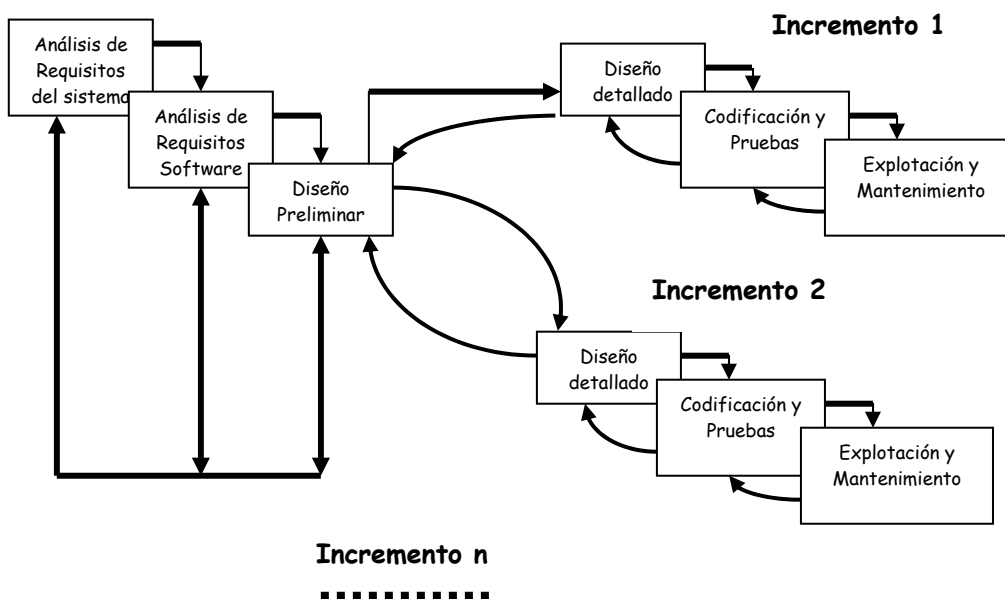 Incremento 1
Análisis de
Requisitos
del sistema
Análisis de
Requisitos
Software
Diseño
Preliminar
Diseño
detallado
Codificación y
Pruebas
Explotación y
Mantenimiento
Incremento 2
Diseño
detallado
Codificación y
Pruebas
Explotación y
Mantenimiento
Incremento n